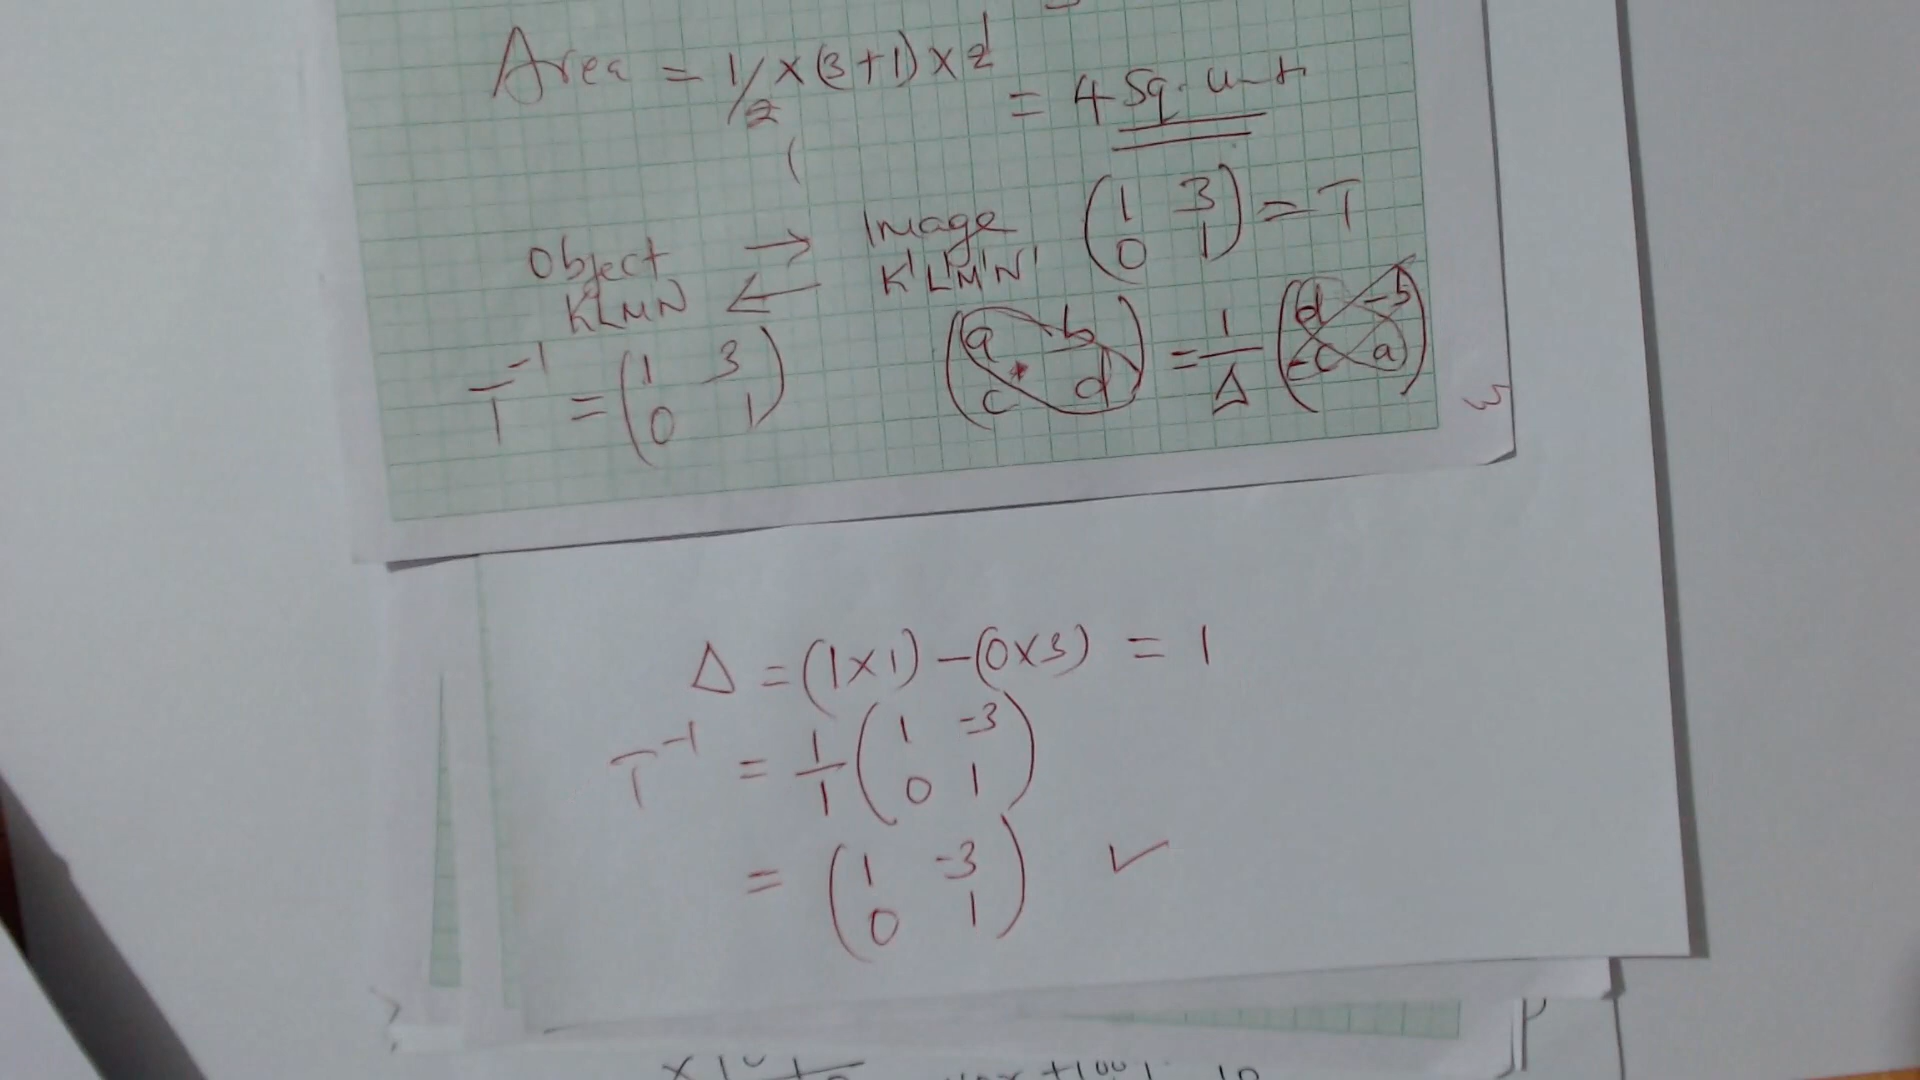 Area = 1/2 x (3+1) x 2
= 4 Sq. unit
(
Object → Image (1 3 0 1) = T
KLMN ← K'L'M'N'
T⁻¹ = (1 3 0 1) (a b c d) = 1/Δ (d -b -c a)
Δ = (1x1) - (0x3) = 1
T⁻¹ = 1/1 (1 -3 0 1)
= (1 -3 0 1) ✓